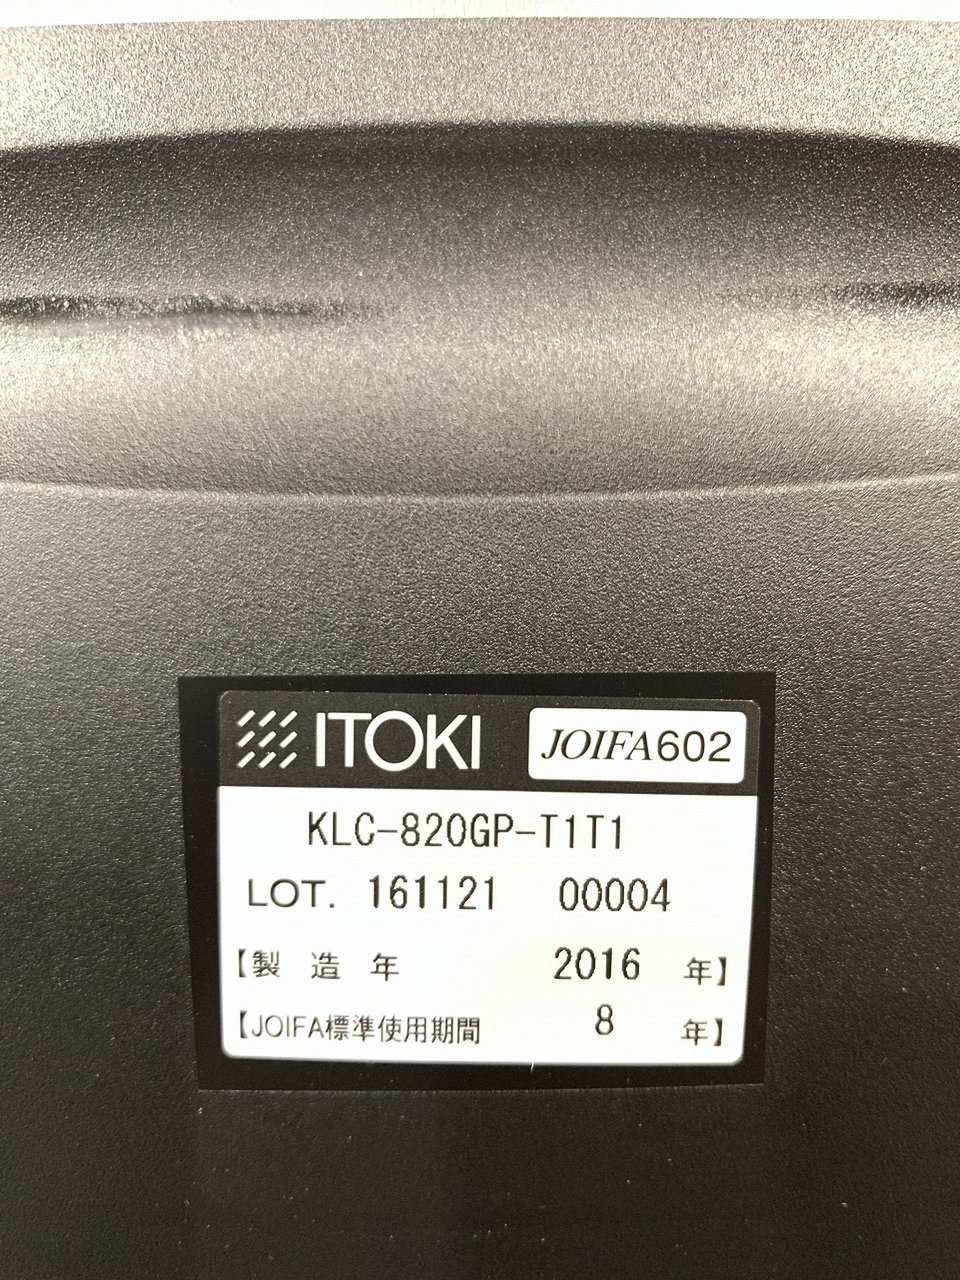 ITOKI JOIFA602
KLC-820GP-T1T1
LOT. 161121 00004
【製 造 年 2016 年】
【JOIFA標準使用期間 8 年】